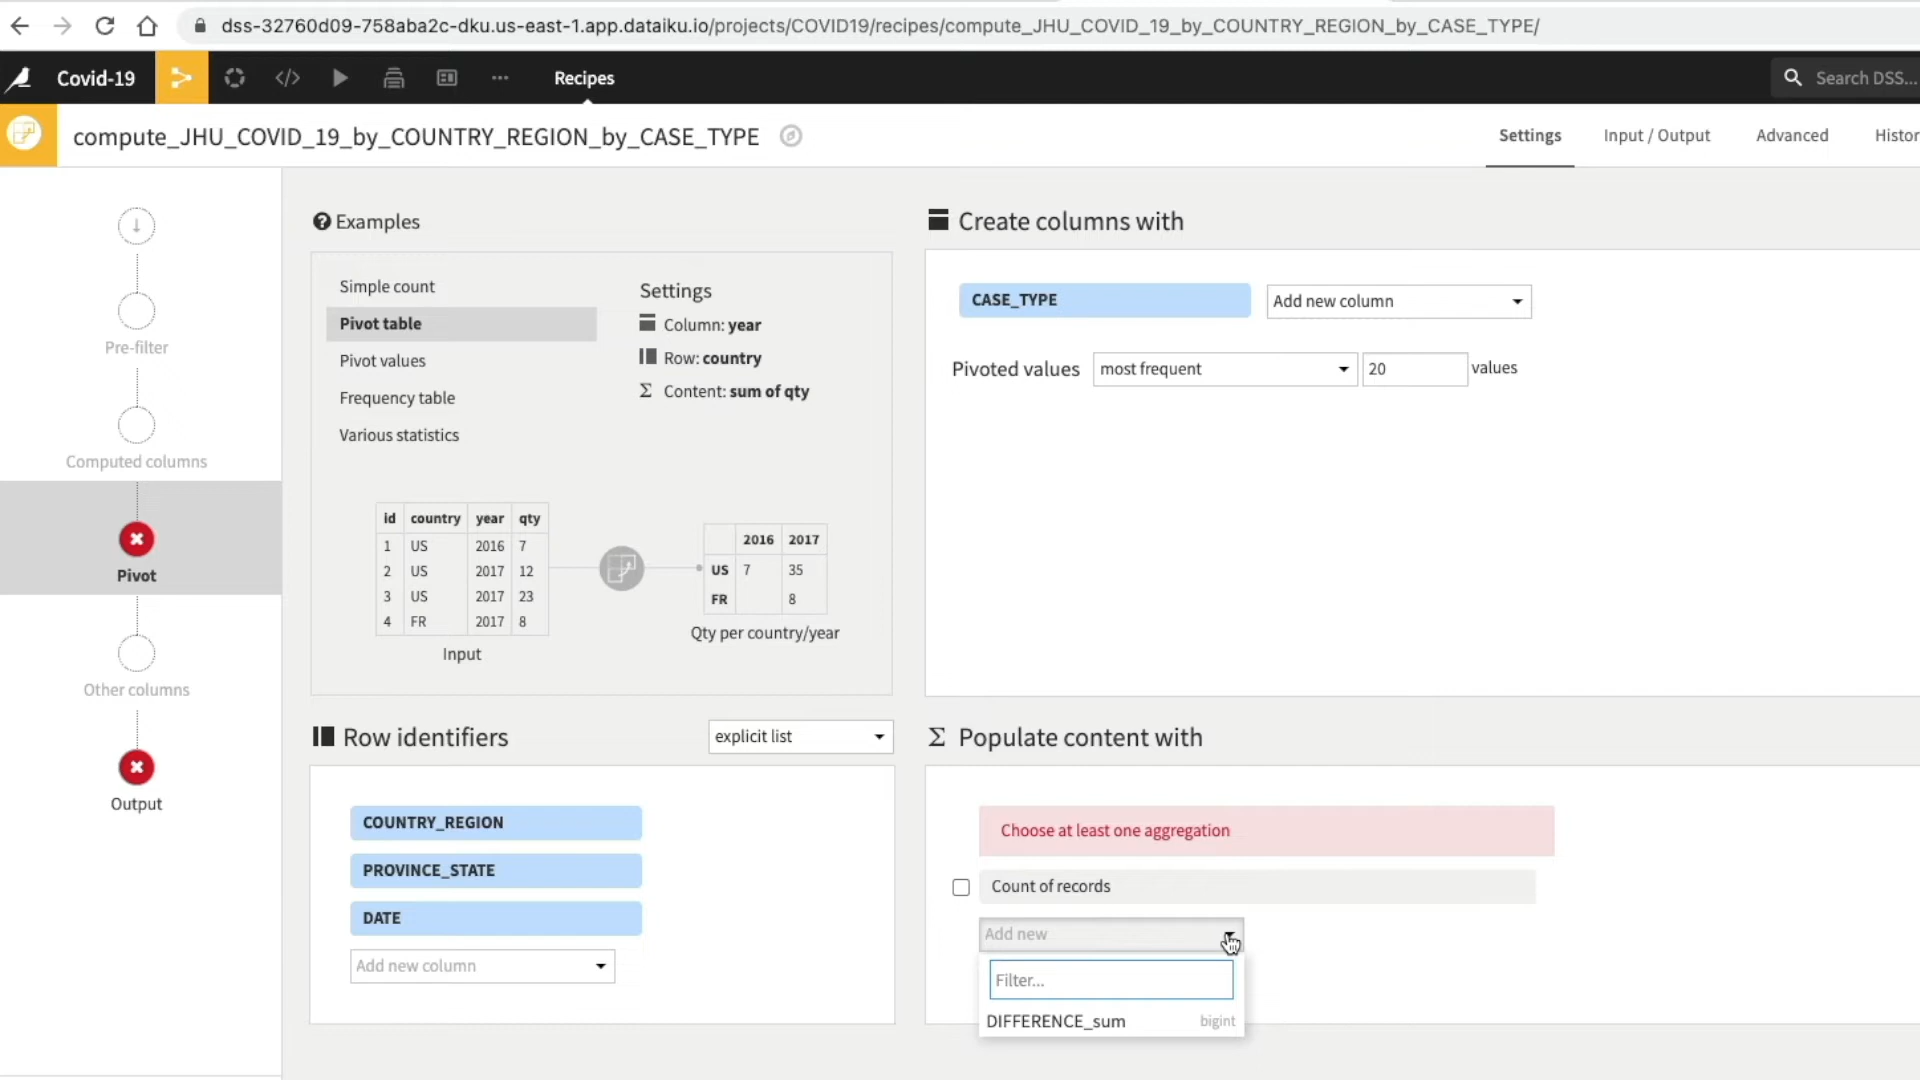 dss-32760d09-758aba2c-dku.us-east-1.app.dataiku.io/projects/COVID19/recipes/compute_JHU_COVID_19_by_COUNTRY_REGION_by_CASE_TYPE/
Covid-19
Recipes
Search DSS...
compute_JHU_COVID_19_by_COUNTRY_REGION_by_CASE_TYPE
Settings
Input / Output
Advanced
Histor
Pre-filter
Computed columns
Pivot
Other columns
Output
Examples
Simple count
Pivot table
Pivot values
Frequency table
Various statistics
Settings
Column: year
Row: country
Σ Content: sum of qty
id country year qty
1 US 2016 7
2 US 2017 12
3 US 2017 23
4 FR 2017 8
Input
2016 2017
US 7 35
FR 8
Qty per country/year
Create columns with
CASE_TYPE
Add new column
Pivoted values most frequent 20 values
Row identifiers
explicit list
COUNTRY_REGION
PROVINCE_STATE
DATE
Add new column
Σ Populate content with
Choose at least one aggregation
Count of records
Add new
Filter...
DIFFERENCE_sum bigint